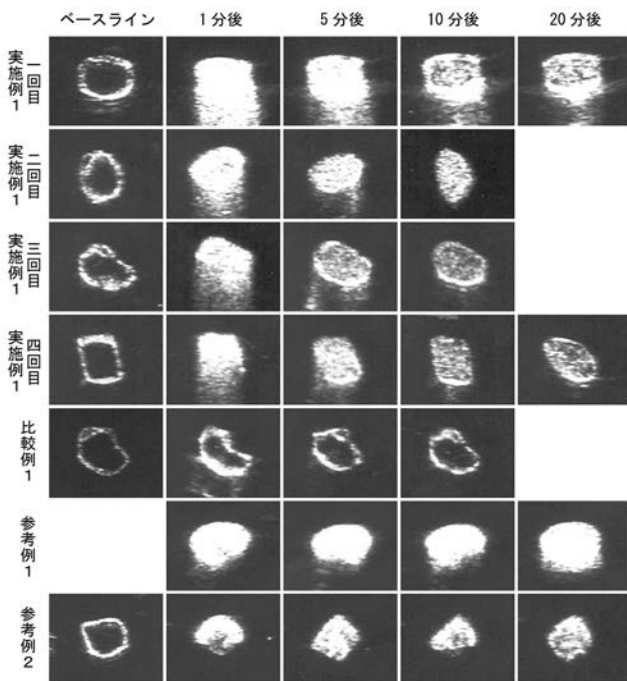 ベースライン 1分後 5分後 10分後 20分後
一回目
実施例1
二回目
実施例1
三回目
実施例1
四回目
実施例1
比較例1
参考例1
参考例2